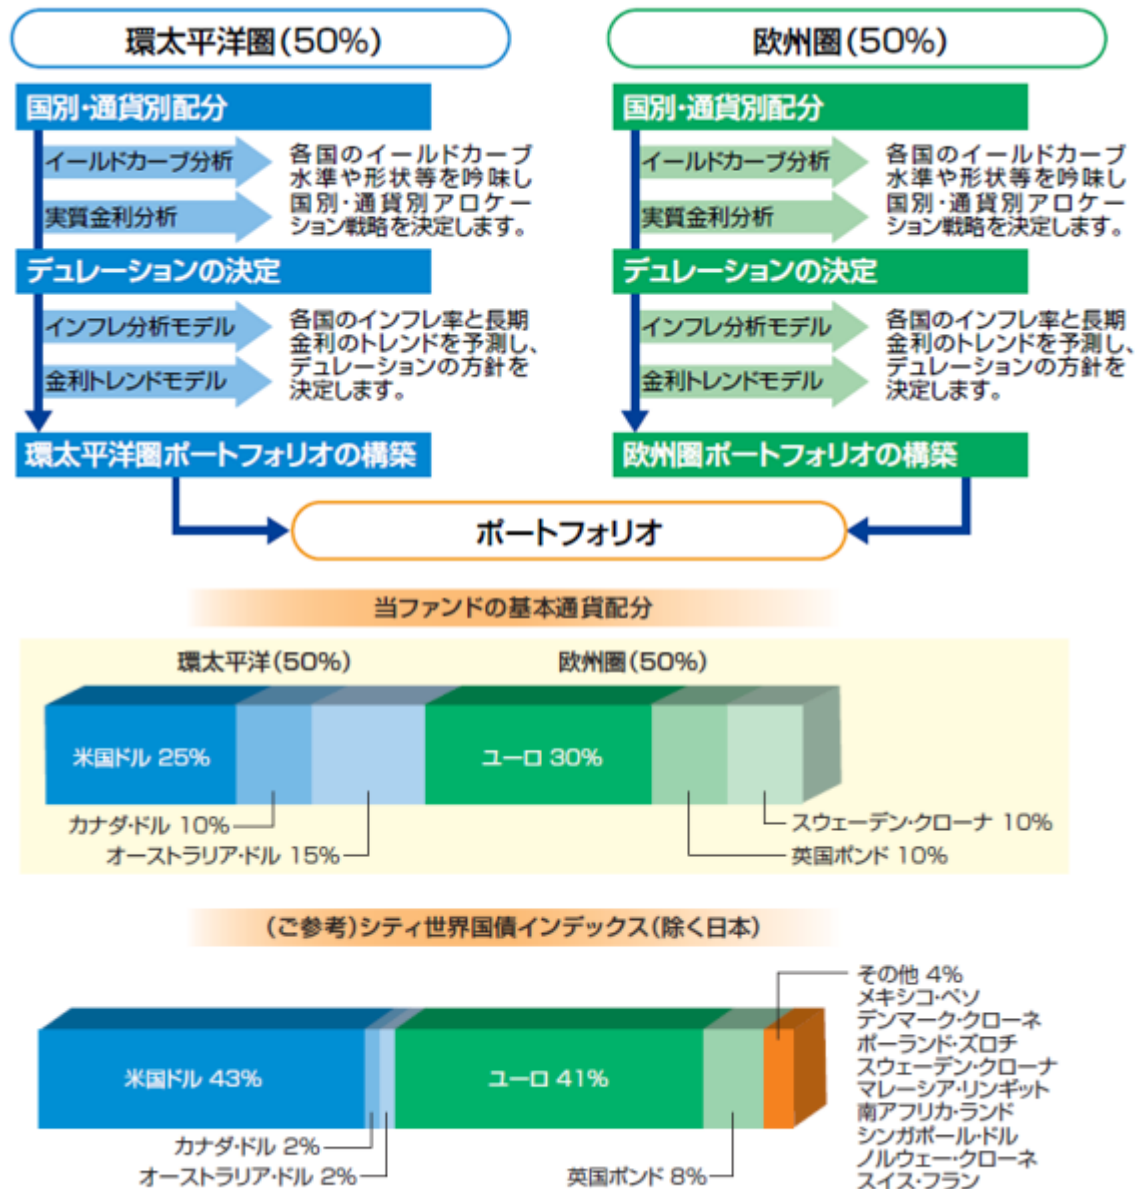 環太平洋圏(50%)
国別・通貨別配分
イールドカーブ分析
実質金利分析
各国のイールドカーブ
水準や形状等を吟味し
国別・通貨別アロケー
ション戦略を決定します。
デュレーションの決定
インフレ分析モデル
金利トレンドモデル
各国のインフレ率と長期
金利のトレンドを予測し、
デュレーションの方針を
決定します。
環太平洋圏ポートフォリオの構築
欧州圏(50%)
国別・通貨別配分
イールドカーブ分析
実質金利分析
各国のイールドカーブ
水準や形状等を吟味し
国別・通貨別アロケー
ション戦略を決定します。
デュレーションの決定
インフレ分析モデル
金利トレンドモデル
各国のインフレ率と長期
金利のトレンドを予測し、
デュレーションの方針を
決定します。
欧州圏ポートフォリオの構築
ポートフォリオ
当ファンドの基本通貨配分
環太平洋(50%)
欧州圏(50%)
米国ドル 25%
ユーロ 30%
カナダ・ドル 10%
オーストラリア・ドル 15%
スウェーデン・クローナ 10%
英国ポンド 10%
(ご参考)シティ世界国債インデックス(除く日本)
米国ドル 43%
ユーロ 41%
カナダ・ドル 2%
オーストラリア・ドル 2%
英国ポンド 8%
その他 4%
メキシコ・ペソ
デンマーク・クローネ
ポーランド・ズロチ
スウェーデン・クローナ
マレーシア・リンギット
南アフリカ・ランド
シンガポール・ドル
ノルウェー・クローネ
スイス・フラン